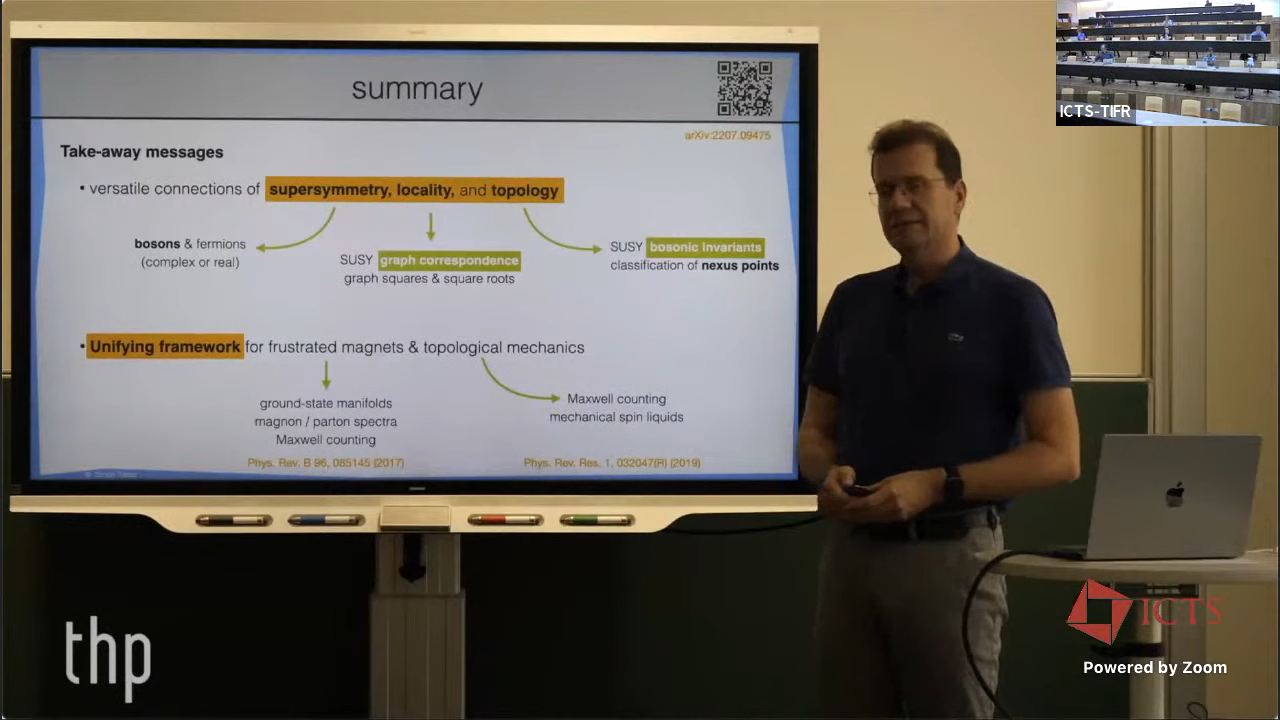 summary
arXiv:2207.09475
Take-away messages
• versatile connections of supersymmetry, locality, and topology
bosons & fermions
(complex or real)
SUSY graph correspondence
graph squares & square roots
SUSY bosonic invariants
classification of nexus points
• Unifying framework for frustrated magnets & topological mechanics
ground-state manifolds
magnon / parton spectra
Maxwell counting
Maxwell counting
mechanical spin liquids
Phys. Rev. B 96, 085145 (2017)
Phys. Rev. Res. 1, 032047(R) (2019)
ICTS-TIFR
thp
ICTS
Powered by Zoom